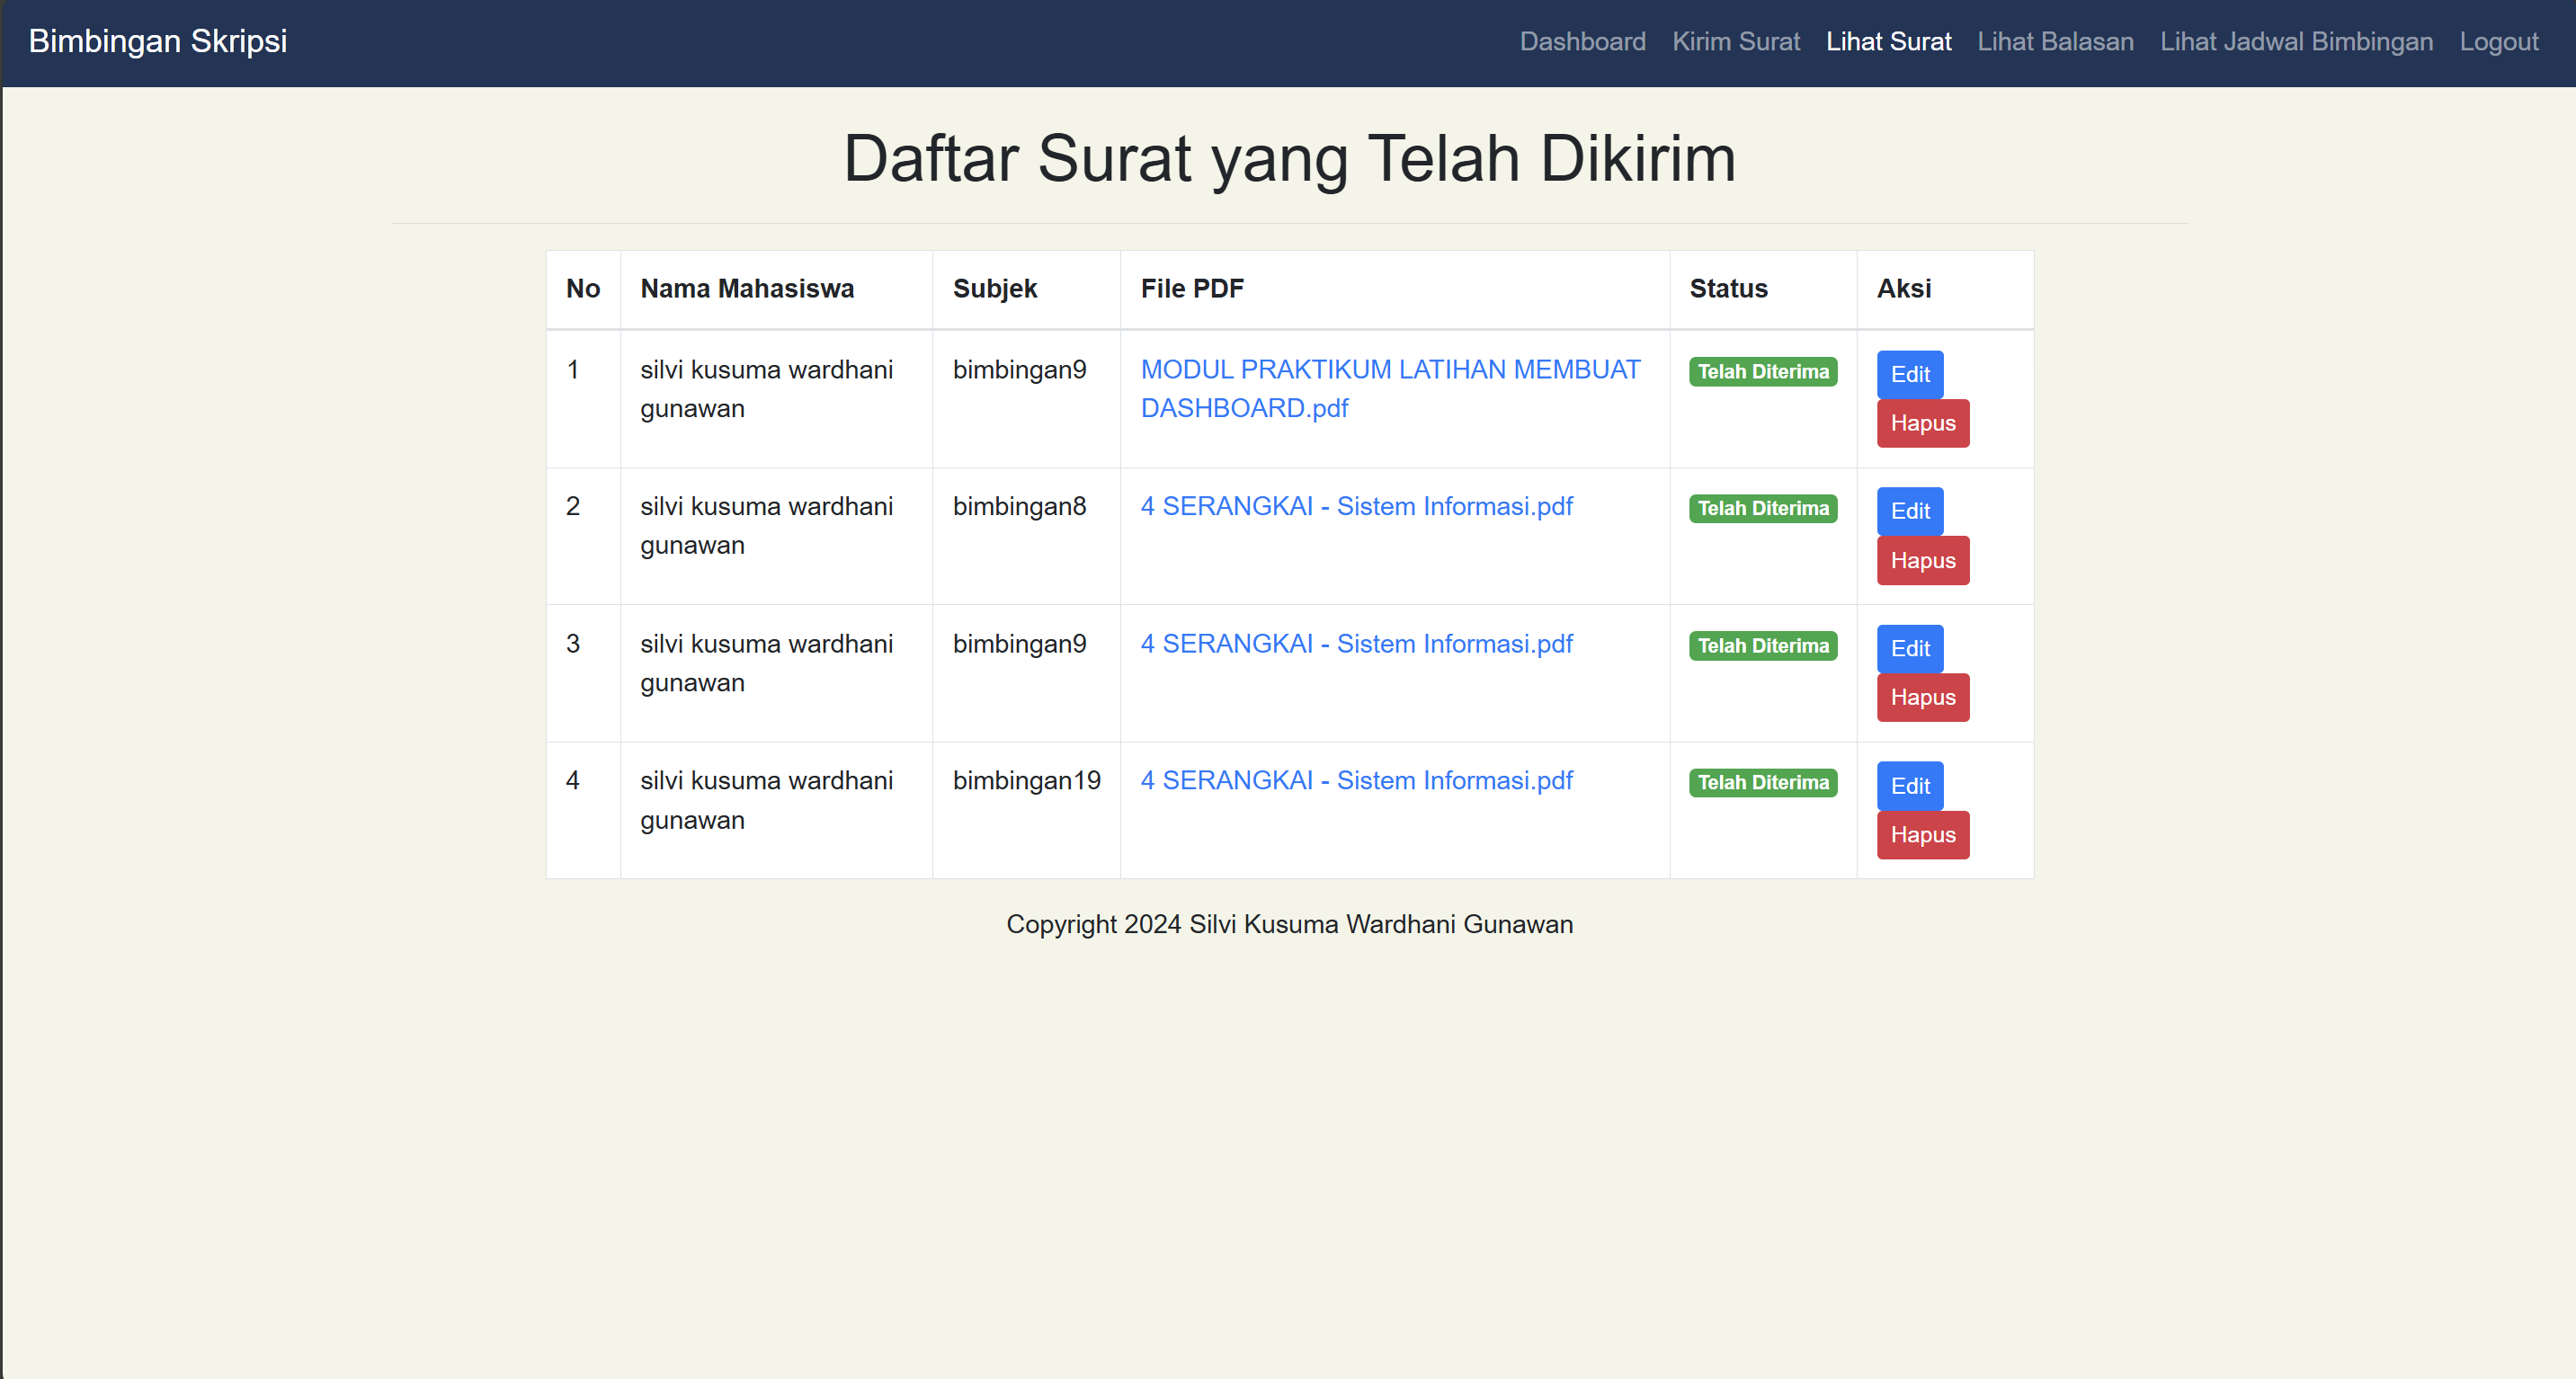 Bimbingan Skripsi
Dashboard Kirim Surat Lihat Surat Lihat Balasan Lihat Jadwal Bimbingan Logout
Daftar Surat yang Telah Dikirim
No Nama Mahasiswa Subjek File PDF Status Aksi
1 silvi kusuma wardhani gunawan bimbingan9 MODUL PRAKTIKUM LATIHAN MEMBUAT DASHBOARD.pdf Telah Diterima Edit Hapus
2 silvi kusuma wardhani gunawan bimbingan8 4 SERANGKAI - Sistem Informasi.pdf Telah Diterima Edit Hapus
3 silvi kusuma wardhani gunawan bimbingan9 4 SERANGKAI - Sistem Informasi.pdf Telah Diterima Edit Hapus
4 silvi kusuma wardhani gunawan bimbingan19 4 SERANGKAI - Sistem Informasi.pdf Telah Diterima Edit Hapus
Copyright 2024 Silvi Kusuma Wardhani Gunawan